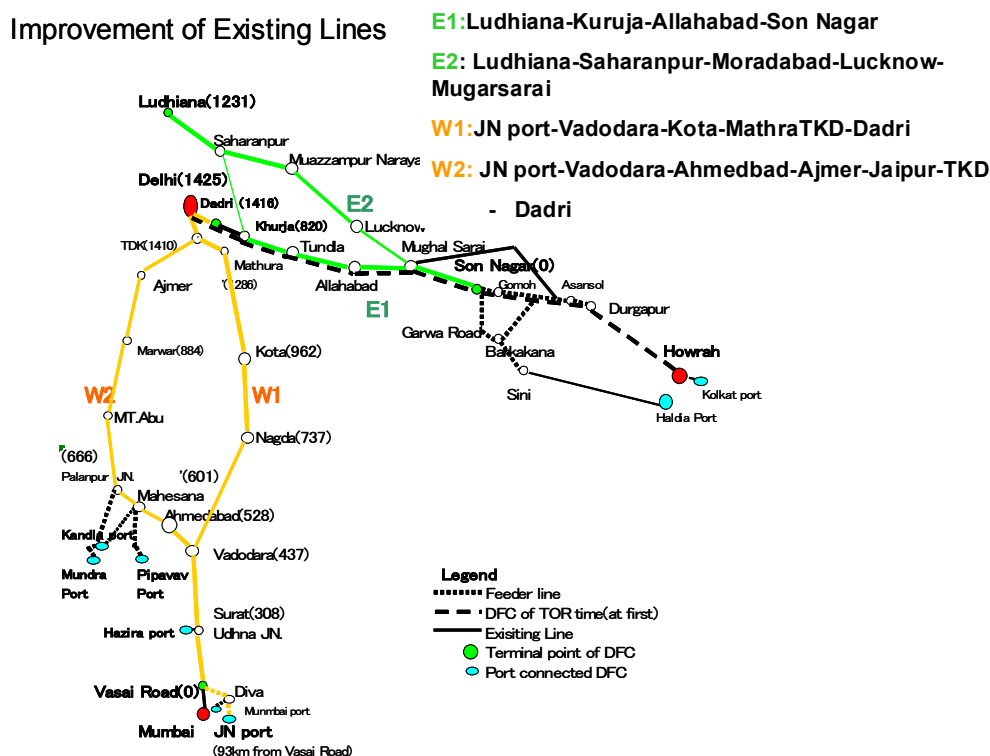 Improvement of Existing Lines
E1:Ludhiana-Kuruja-Allahabad-Son Nagar
E2: Ludhiana-Saharanpur-Moradabad-Lucknow-
Mugarsarai
W1:JN port-Vadodara-Kota-MathraTKD-Dadri
W2: JN port-Vadodara-Ahmedbad-Ajmer-Jaipur-TKD
- Dadri
Ludhiana(1231)
Saharanpur
Muazzampur Naraya
Delhi(1425)
Dadri (1416)
E2
Khurja(820)
Lucknow
TDK(1410)
Tundla
Mughal Sarai
Mathura
Son Nagar(0)
Ajmer
'(1286)
Allahabad
Gomoh
Asansol
E1
Durgapur
Garwa Road
Marwar(884)
Kota(962)
Barkakana
Howrah
W2
W1
Sini
Kolkat port
MT.Abu
Haldia Port
Nagda(737)
'(666)
Palanpur JN.
'(601)
Mahesana
Ahmedabad(528)
Kandla port
Vadodara(437)
Mundra
Port
Pipavav
Port
Legend
Feeder line
DFC of TOR time(at first)
Exisiting Line
Terminal point of DFC
Port connected DFC
Surat(308)
Hazira port
Udhna JN.
Vasai Road(0)
Diva
Munmbai port
Mumbai
JN port
(93km from Vasai Road)